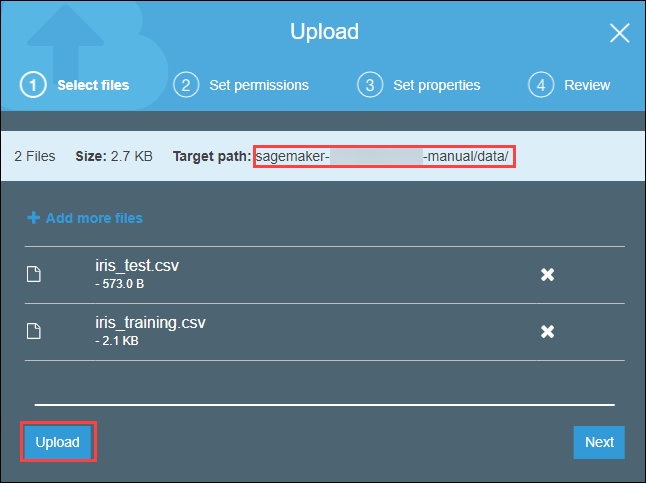 Upload
1 Select files 2 Set permissions 3 Set properties 4 Review
2 Files Size: 2.7 KB Target path: sagemaker- -manual/data/
Add more files
iris_test.csv
- 573.0 B
iris_training.csv
- 2.1 KB
Upload Next